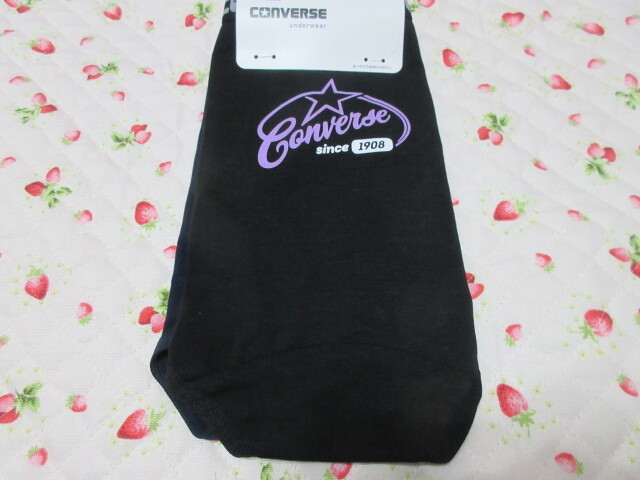 CONVERSE
underwear
Converse
since 1908